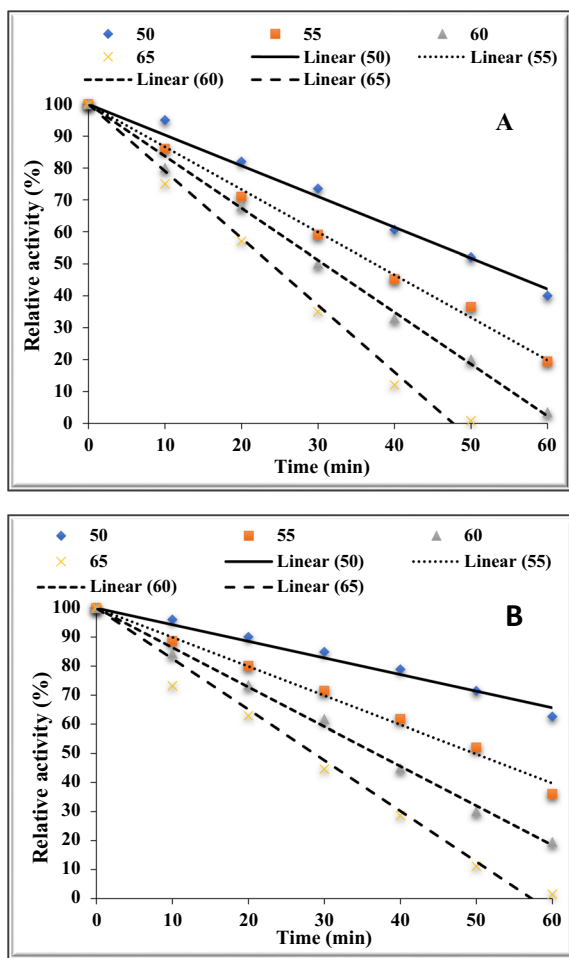 50 55 60
65 Linear (50) Linear (55)
Linear (60) Linear (65)
A
Relative activity (%)
100
90
80
70
60
50
40
30
20
10
0
0 10 20 30 40 50 60
Time (min)
50 55 60
65 Linear (50) Linear (55)
Linear (60) Linear (65)
B
Relative activity (%)
100
90
80
70
60
50
40
30
20
10
0
0 10 20 30 40 50 60
Time (min)